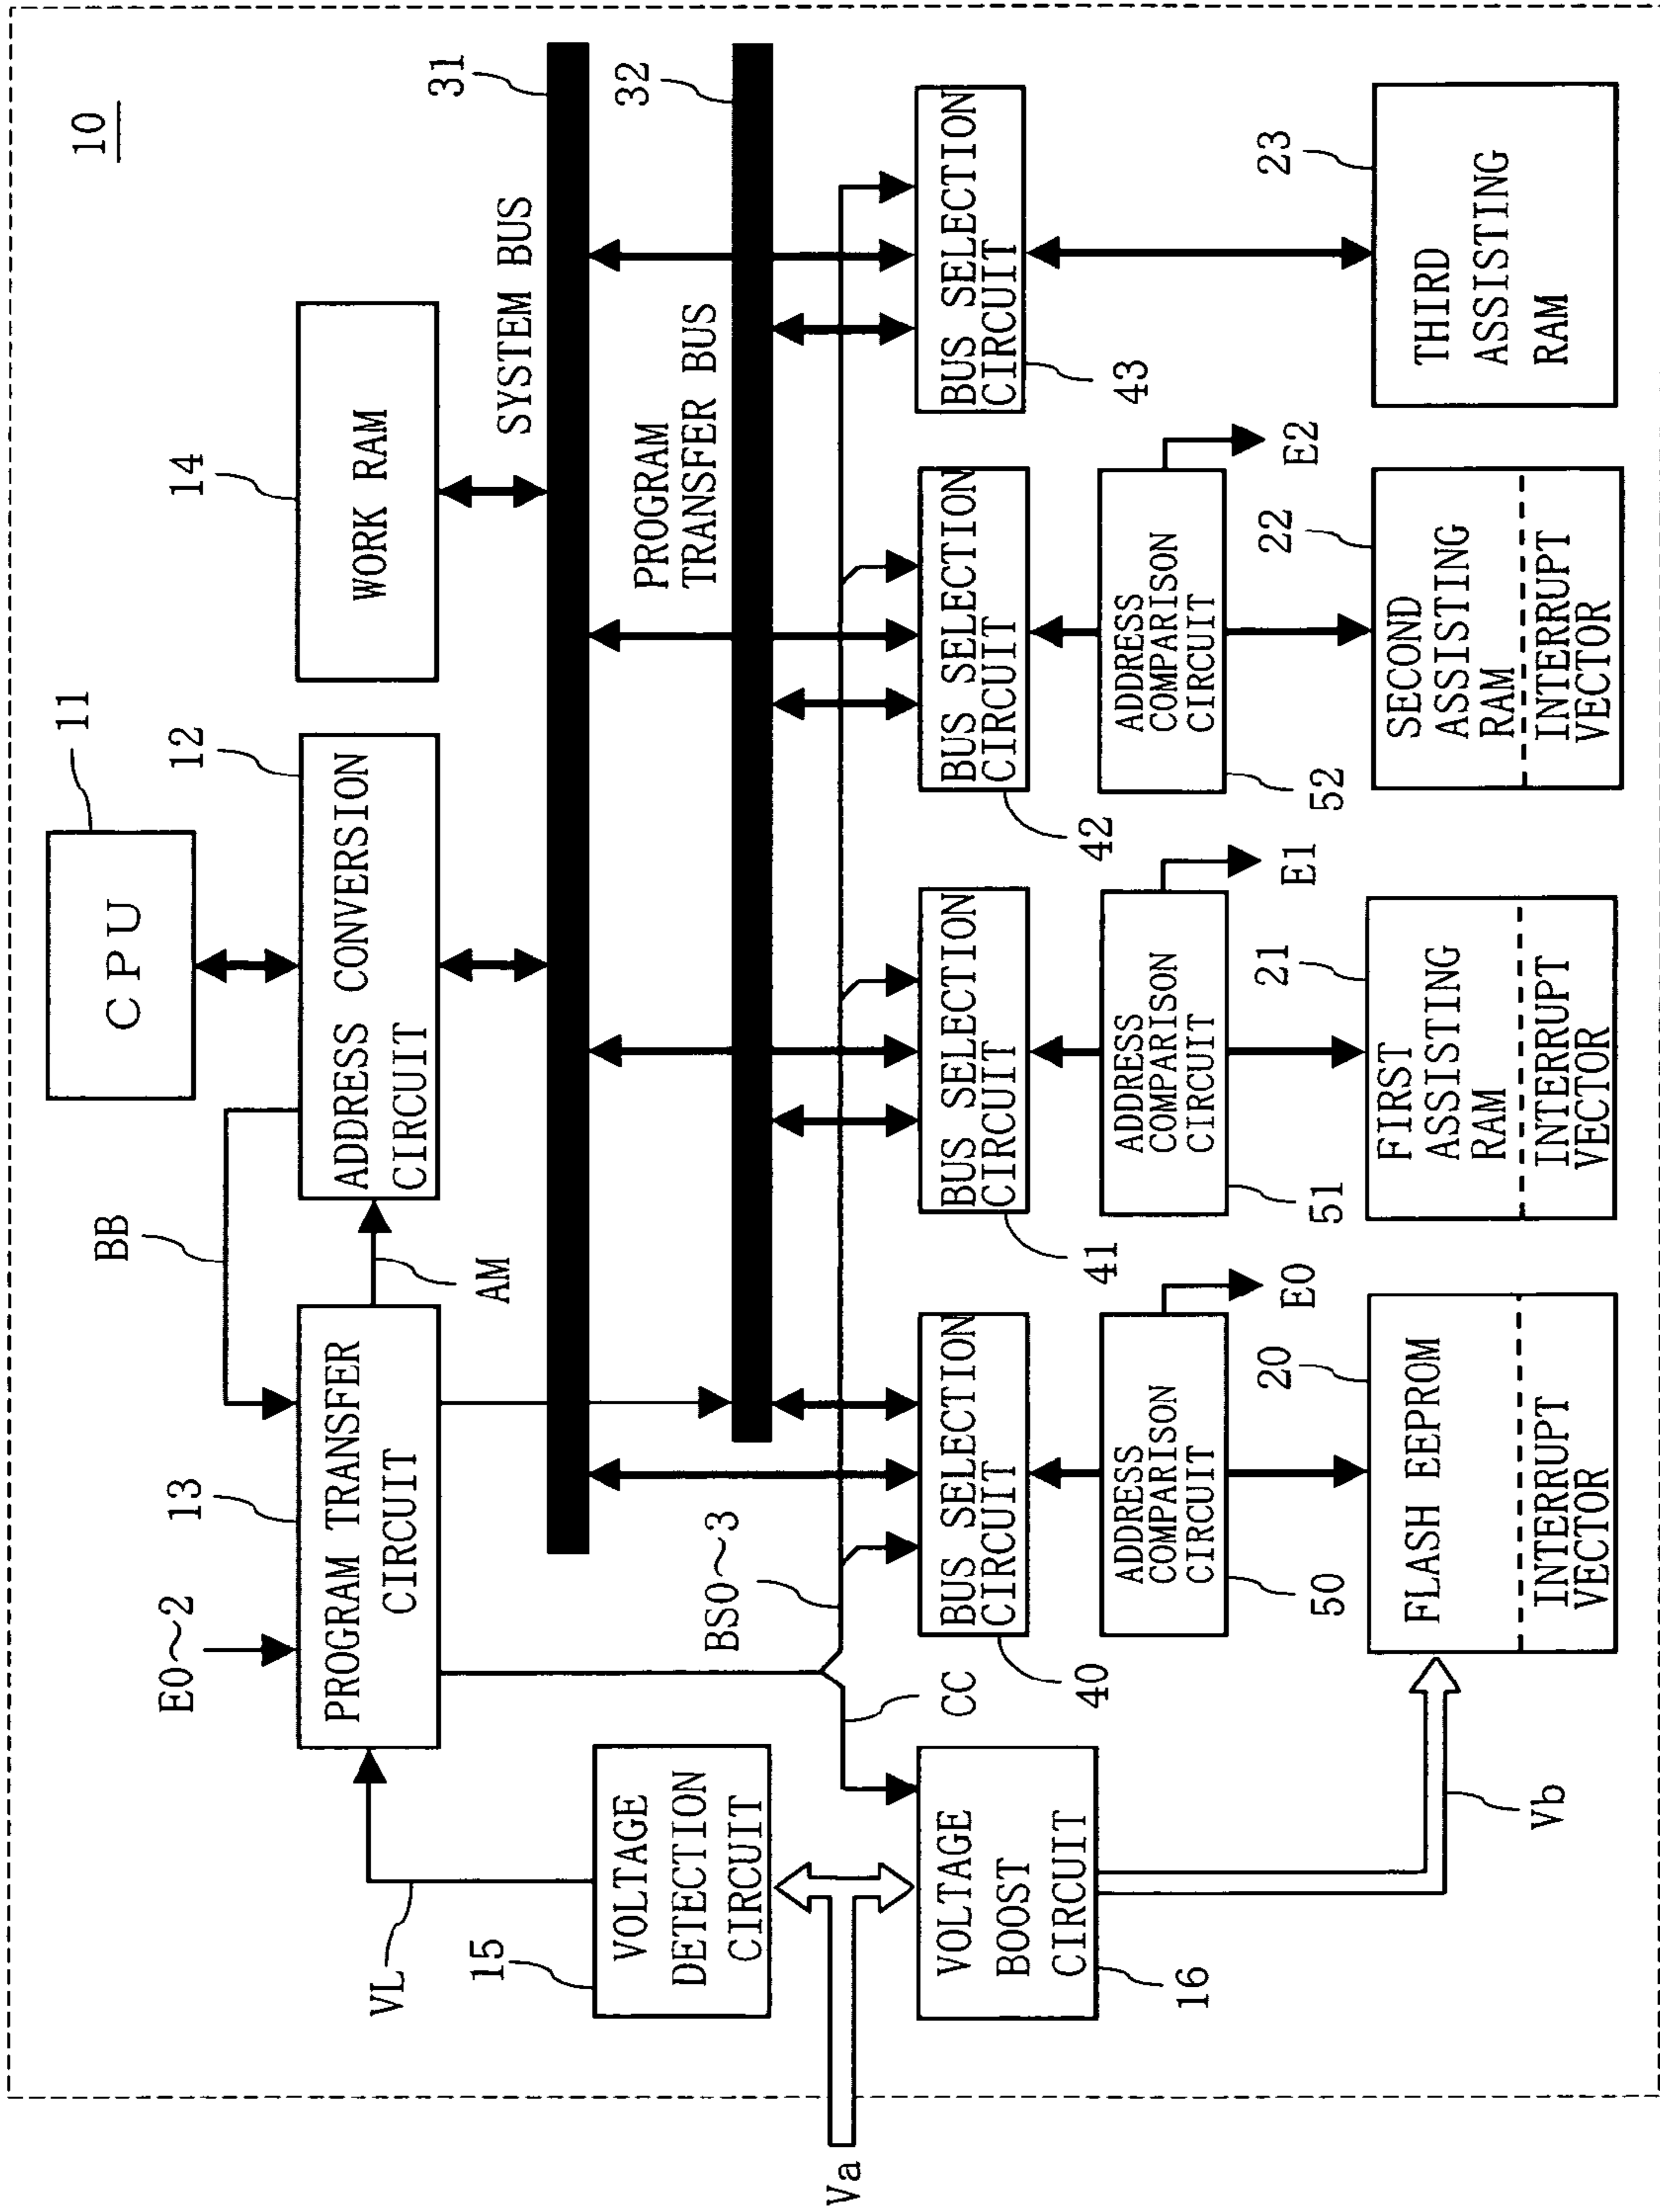 10
11
CPU
E0~2
13
BB
12
14
PROGRAM TRANSFER
CIRCUIT
ADDRESS CONVERSION
CIRCUIT
WORK RAM
VL
AM
31
SYSTEM BUS
15
VOLTAGE
DETECTION
CIRCUIT
32
PROGRAM
TRANSFER BUS
BS0~3
Va
CC
VOLTAGE
BOOST
CIRCUIT
16
BUS SELECTION
CIRCUIT
40
BUS SELECTION
CIRCUIT
41
BUS SELECTION
CIRCUIT
42
BUS SELECTION
CIRCUIT
43
ADDRESS
COMPARISON
CIRCUIT
50
E0
ADDRESS
COMPARISON
CIRCUIT
51
E1
ADDRESS
COMPARISON
CIRCUIT
52
E2
20
21
22
23
FLASH EEPROM
INTERRUPT
VECTOR
FIRST
ASSISTING
RAM
INTERRUPT
VECTOR
SECOND
ASSISTING
RAM
INTERRUPT
VECTOR
THIRD
ASSISTING
RAM
Vb